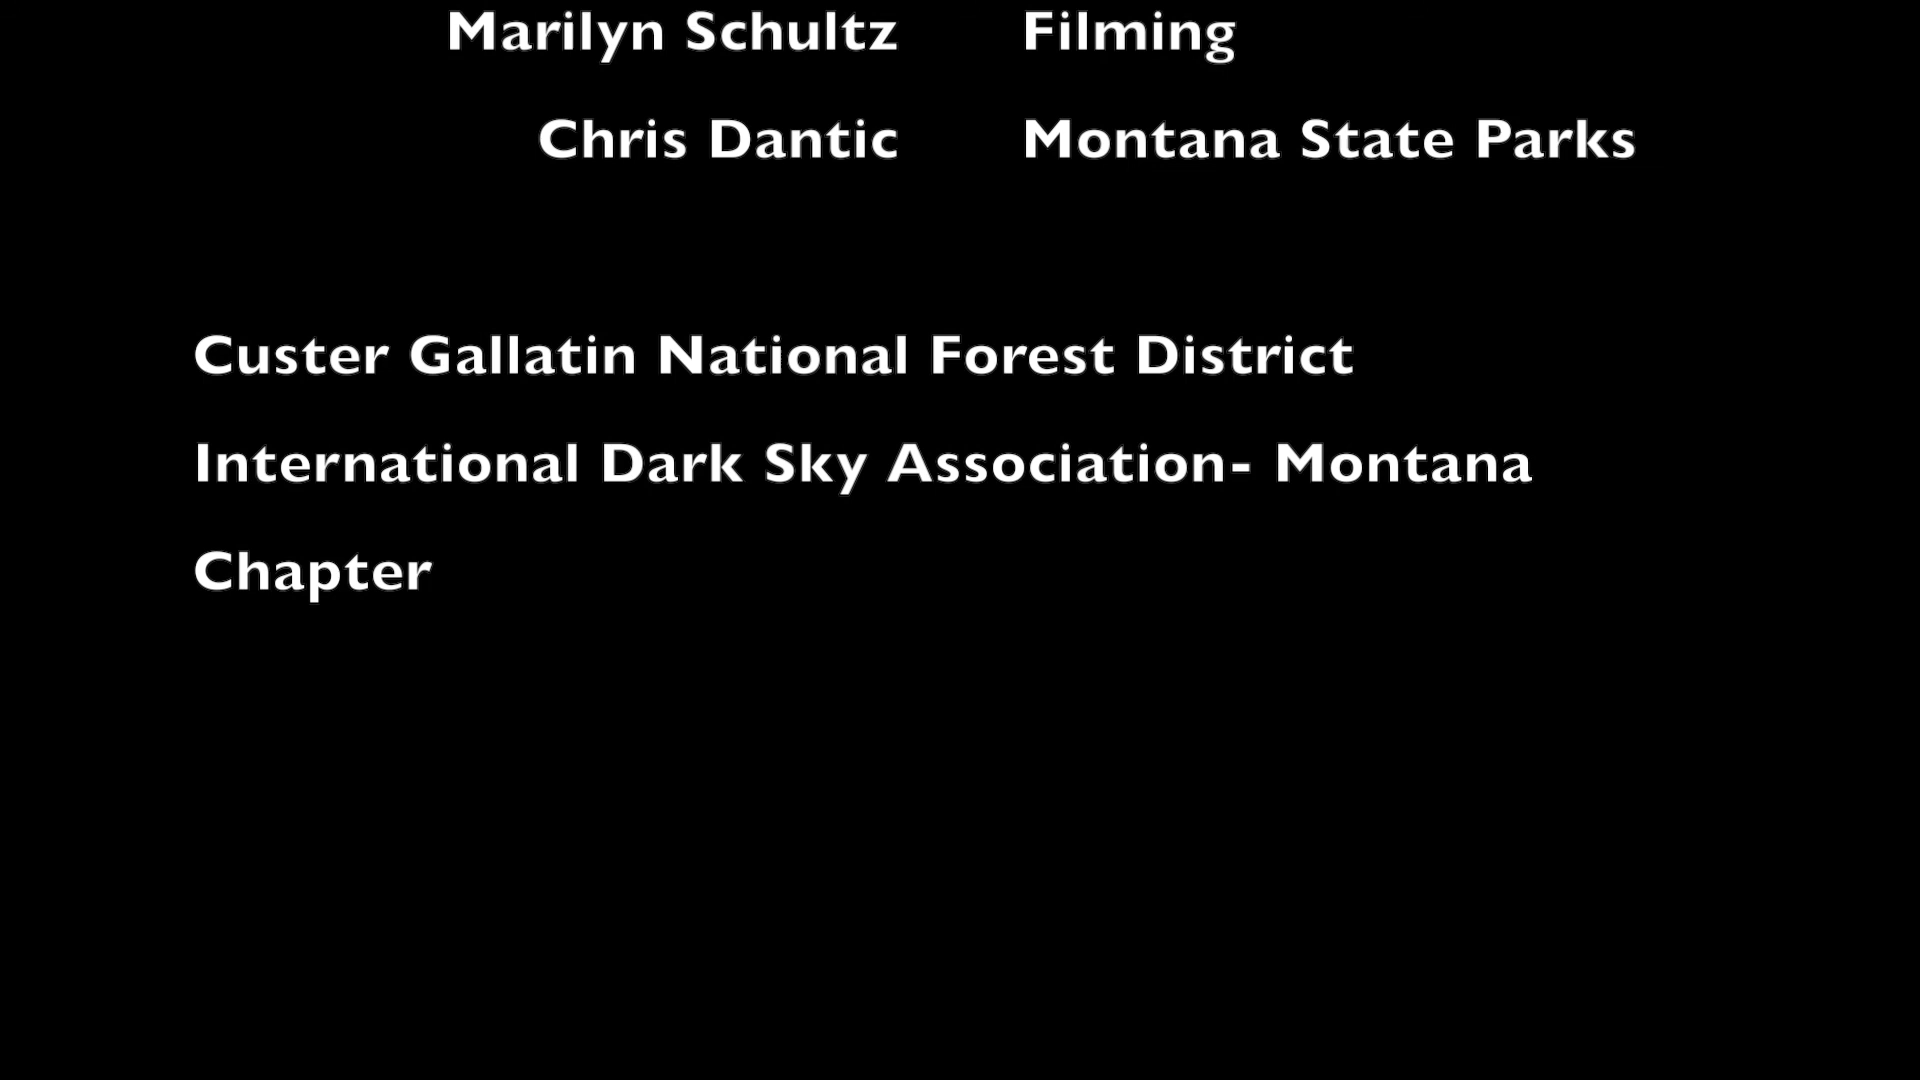 Marilyn Schultz Filming
Chris Dantic Montana State Parks
Custer Gallatin National Forest District
International Dark Sky Association- Montana
Chapter